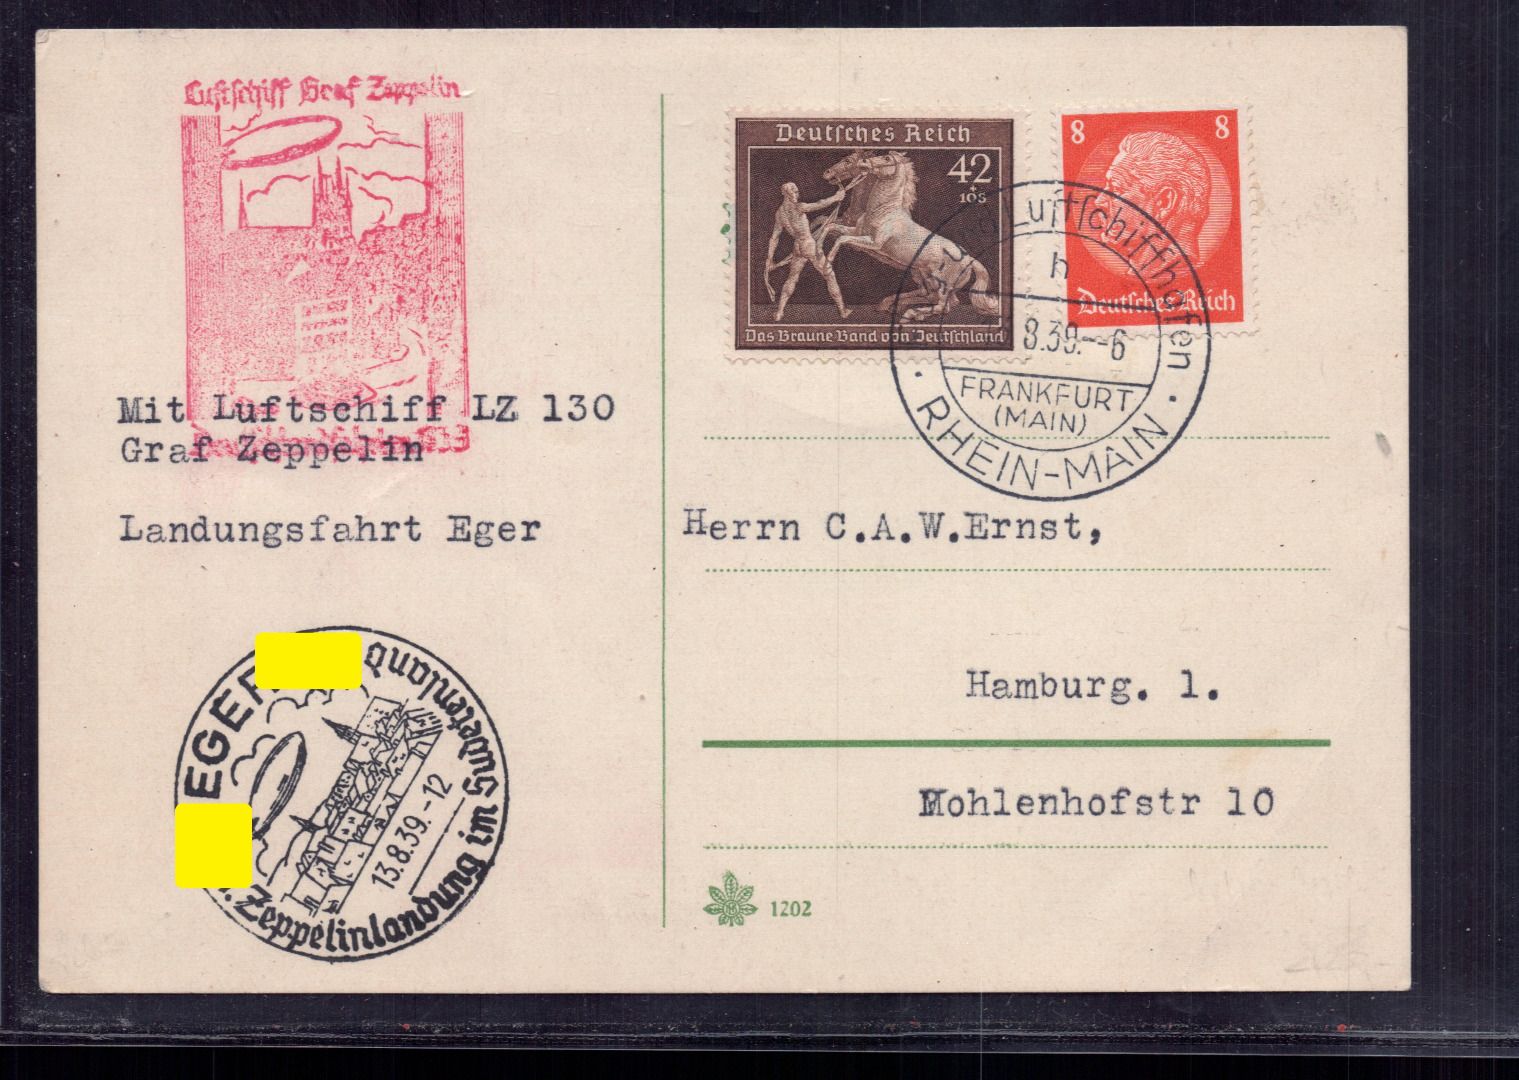 Luftschiff Graf Zeppelin
Deutsches Reich
42
+
108
Das Braune Band von Deutschland
8
8
Deutsches Reich
Luftschiffhafen
h
8.39.--6
FRANKFURT
(MAIN)
RHEIN-MAIN
Mit Luftschiff LZ 130
Graf Zeppelin
Landungsfahrt Eger
Herrn C.A.W.Ernst,
Hamburg. 1.
Mohlenhofstr 10
EGER
Zeppelinlandung im Sudetenland
13.8.39.-12
1202